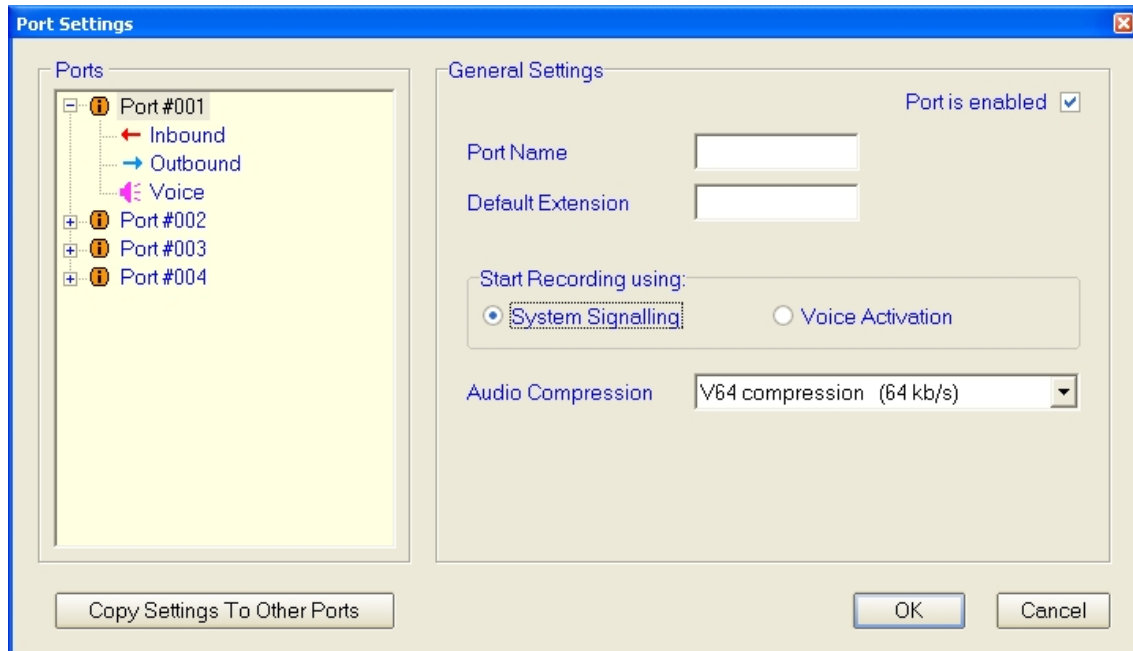 Port Settings
Ports
Port #001
Inbound
Outbound
Voice
Port #002
Port #003
Port #004
General Settings
Port is enabled
Port Name
Default Extension
Start Recording using:
System Signalling Voice Activation
Audio Compression V64 compression (64 kb/s)
Copy Settings To Other Ports OK Cancel